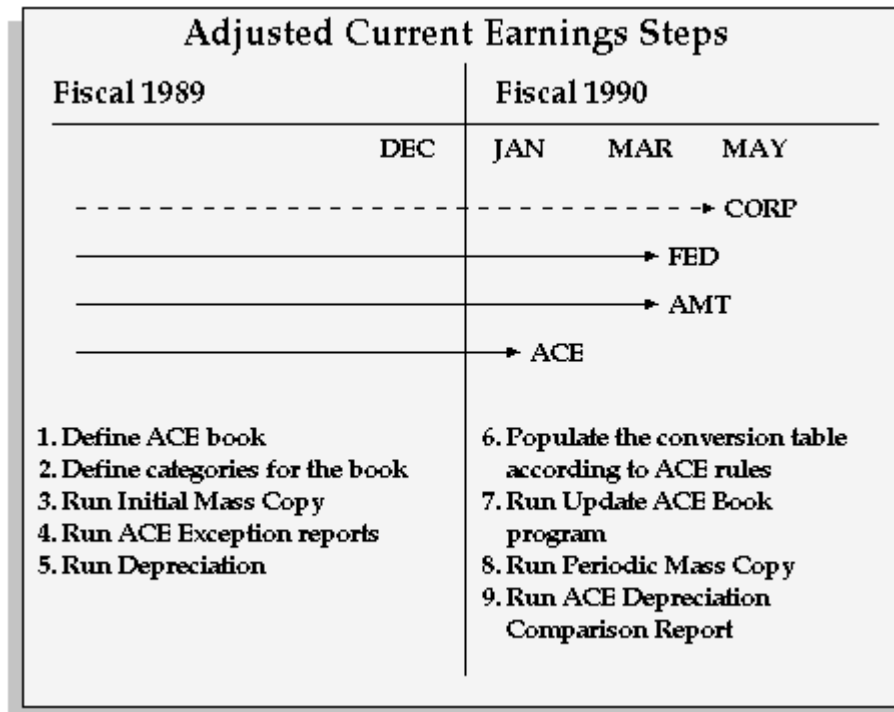 Adjusted Current Earnings Steps
Fiscal 1989
Fiscal 1990
DEC
JAN
MAR
MAY
CORP
FED
AMT
ACE
1. Define ACE book
2. Define categories for the book
3. Run Initial Mass Copy
4. Run ACE Exception reports
5. Run Depreciation
6. Populate the conversion table
according to ACE rules
7. Run Update ACE Book
program
8. Run Periodic Mass Copy
9. Run ACE Depreciation
Comparison Report